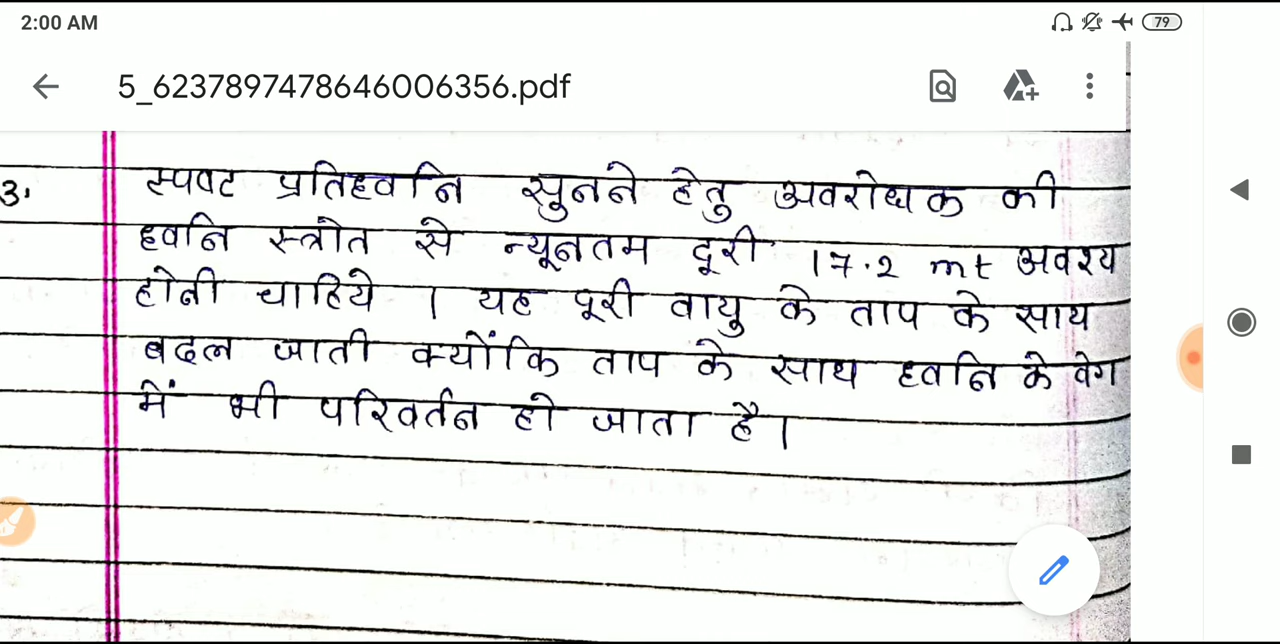 2:00 AM
79
5_6237897478646006356.pdf
3. स्पष्ट प्रतिध्वनि सुनने हेतु अवरोधक की
ध्वनि स्त्रोत से न्यूनतम दूरी 17.2 mt अवश्य
होनी चाहिये । यह दूरी वायु के ताप के साथ
बदल जाती क्योंकि ताप के साथ ध्वनि के वेग
में भी परिवर्तन हो जाता है।